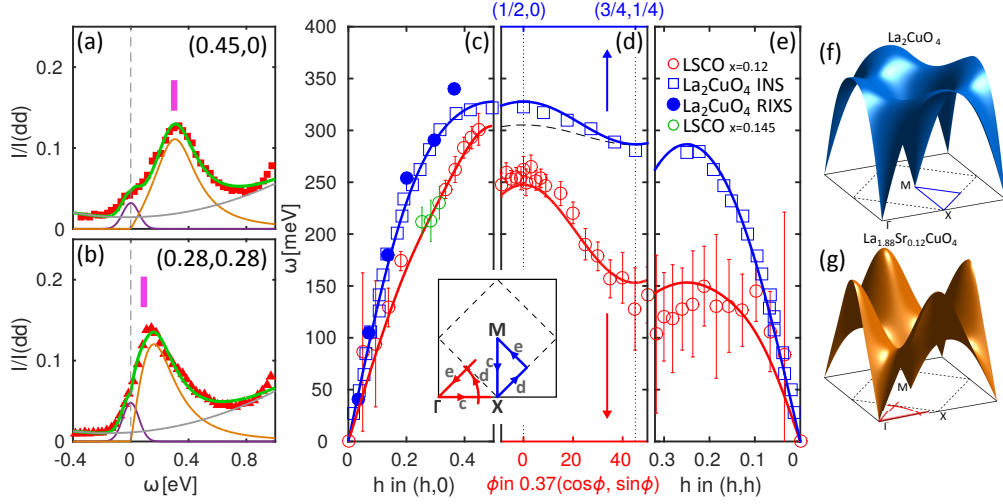 (a)
(0.45,0)
I/I(dd)
0.2
0.1
0
(b)
(0.28,0.28)
I/I(dd)
0.2
0.1
0
-0.4
0
0.4
1.0
ω [eV]
ω [meV]
400
350
300
250
200
150
100
50
0
(c)
0
0.2
0.4
h in (h,0)
(1/2,0)
(3/4,1/4)
(d)
0
20
40
ϕ in 0.37(cosϕ, sinϕ)
M
e
c
d
e
d
Γ
c
X
(e)
LSCO x=0.12
La₂CuO₄ INS
La₂CuO₄ RIXS
LSCO x=0.145
0.3
0.2
0.1
0
h in (h,h)
(f)
La₂CuO₄
M
Γ
X
La₁.₈₈Sr₀.₁₂CuO₄
(g)
M
Γ
X